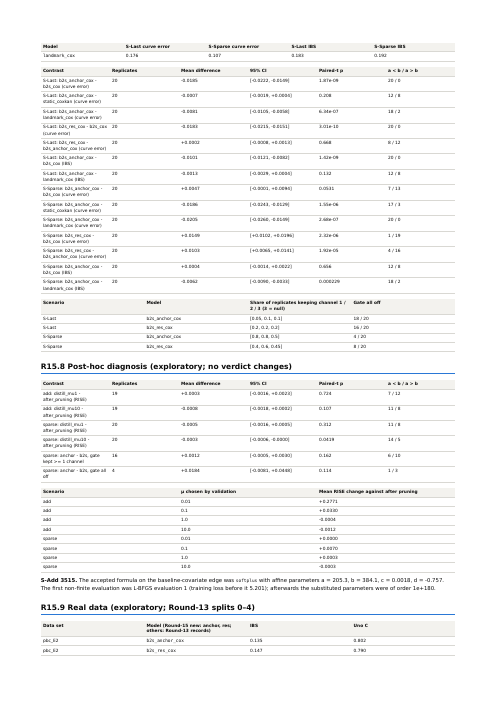 Model S-Last curve error S-Sparse curve error S-Last IBS S-Sparse IBS
landmark_cox 0.176 0.107 0.183 0.192
Contrast Replicates Mean difference 95% CI Paired-t p a < b / a > b
S-Last: b2s_anchor_cox - b2s_cox (curve error) 20 -0.0185 [-0.0222, -0.0149] 1.87e-09 20 / 0
S-Last: b2s_anchor_cox - static_coxian (curve error) 20 -0.0007 [-0.0019, +0.0004] 0.208 12 / 8
S-Last: b2s_anchor_cox - landmark_cox (curve error) 20 -0.0081 [-0.0105, -0.0058] 6.34e-07 18 / 2
S-Last: b2s_res_cox - b2s_cox (curve error) 20 -0.0183 [-0.0215, -0.0151] 3.01e-10 20 / 0
S-Last: b2s_res_cox - b2s_anchor_cox (curve error) 20 +0.0002 [-0.0008, +0.0013] 0.668 8 / 12
S-Last: b2s_anchor_cox - b2s_cox (IBS) 20 -0.0101 [-0.0121, -0.0082] 1.42e-09 20 / 0
S-Last: b2s_anchor_cox - landmark_cox (IBS) 20 -0.0013 [-0.0029, +0.0004] 0.132 12 / 8
S-Sparse: b2s_anchor_cox - b2s_cox (curve error) 20 +0.0047 [-0.0001, +0.0094] 0.0531 7 / 13
S-Sparse: b2s_anchor_cox - static_coxian (curve error) 20 -0.0186 [-0.0243, -0.0129] 1.55e-06 17 / 3
S-Sparse: b2s_anchor_cox - landmark_cox (curve error) 20 -0.0205 [-0.0260, -0.0149] 2.68e-07 20 / 0
S-Sparse: b2s_res_cox - b2s_cox (curve error) 20 +0.0149 [+0.0102, +0.0196] 2.32e-06 1 / 19
S-Sparse: b2s_res_cox - b2s_anchor_cox (curve error) 20 +0.0103 [+0.0065, +0.0141] 1.92e-05 4 / 16
S-Sparse: b2s_anchor_cox - b2s_cox (IBS) 20 +0.0004 [-0.0014, +0.0022] 0.656 12 / 8
S-Sparse: b2s_anchor_cox - landmark_cox (IBS) 20 -0.0062 [-0.0090, -0.0033] 0.000229 18 / 2
Scenario Model Share of replicates keeping channel 1 / 2 / 3 (3 = null) Gate all off
S-Last b2s_anchor_cox [0.05, 0.1, 0.1] 18 / 20
S-Last b2s_res_cox [0.2, 0.2, 0.2] 16 / 20
S-Sparse b2s_anchor_cox [0.8, 0.8, 0.5] 4 / 20
S-Sparse b2s_res_cox [0.4, 0.6, 0.45] 8 / 20
R15.8 Post-hoc diagnosis (exploratory; no verdict changes)
Contrast Replicates Mean difference 95% CI Paired-t p a < b / a > b
add: distill_mu1 - after_pruning (RISE) 19 +0.0003 [-0.0016, +0.0023] 0.724 7 / 12
add: distill_mu10 - after_pruning (RISE) 19 -0.0008 [-0.0018, +0.0002] 0.107 11 / 8
sparse: distill_mu1 - after_pruning (RISE) 20 -0.0005 [-0.0016, +0.0005] 0.312 11 / 8
sparse: distill_mu10 - after_pruning (RISE) 20 -0.0003 [-0.0006, -0.0000] 0.0419 14 / 5
sparse: anchor - b2s, gate kept >= 1 channel 16 +0.0012 [-0.0005, +0.0030] 0.162 6 / 10
sparse: anchor - b2s, gate all off 4 +0.0184 [-0.0081, +0.0448] 0.114 1 / 3
Scenario μ chosen by validation Mean RISE change against after pruning
add 0.01 +0.2771
add 0.1 +0.0330
add 1.0 -0.0004
add 10.0 -0.0012
sparse 0.01 +0.0000
sparse 0.1 +0.0070
sparse 1.0 +0.0003
sparse 10.0 -0.0003
S-Add 3515. The accepted formula on the baseline-covariate edge was softplus with affine parameters a = 205.3, b = 384.1, c = 0.0018, d = -0.757.
The first non-finite evaluation was L-BFGS evaluation 1 (training loss before it 5.201); afterwards the substituted parameters were of order 1e+180.
R15.9 Real data (exploratory; Round-13 splits 0–4)
Data set Model (Round-15 new: anchor, res; others: Round-13 records) IBS Uno C
pbc_E2 b2s_anchor_cox 0.135 0.802
pbc_E2 b2s_res_cox 0.147 0.790